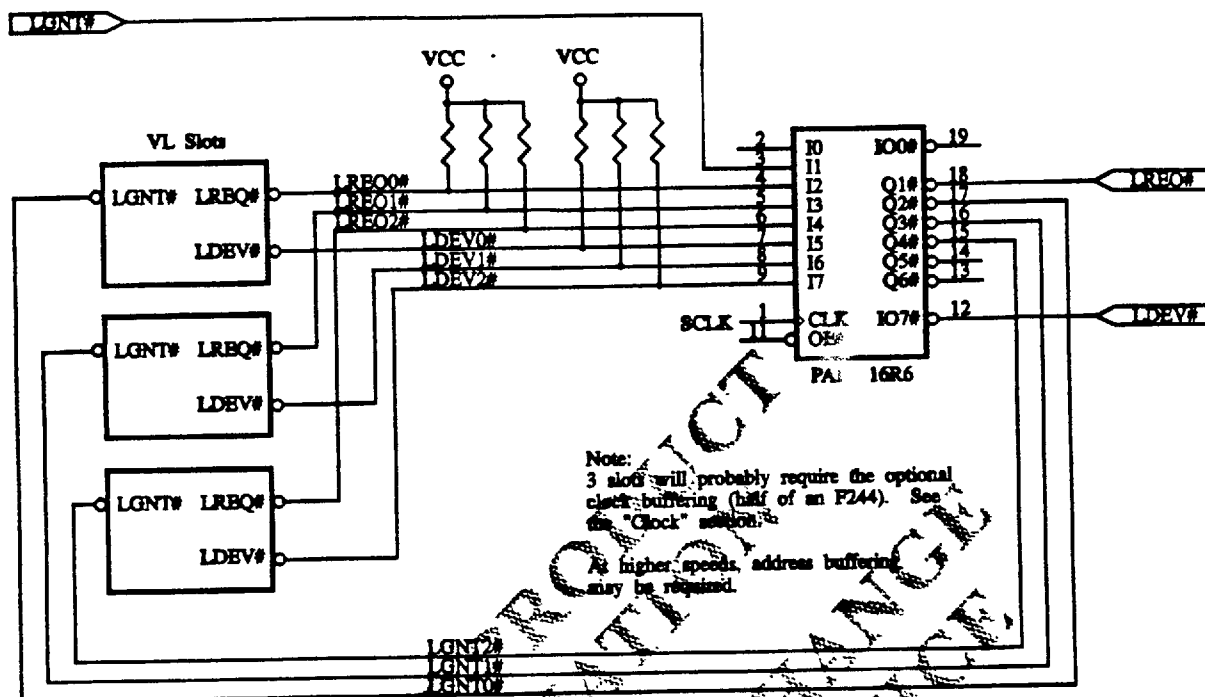 LGNT#
VCC
VCC
VL Slots
LGNT# LREQ#
LDEV#
LREQ0#
LREQ1#
LREQ2#
LDEV0#
LDEV1#
LDEV2#
LGNT# LREQ#
LDEV#
LGNT# LREQ#
LDEV#
2 I0
3 I1
4 I2
5 I3
6 I4
7 I5
8 I6
9 I7
SCLK 1 CLK
11 OE#
IO0# 19
Q1# 18
Q2# 17
Q3# 16
Q4# 15
Q5# 14
Q6# 13
IO7# 12
16R6
LREQ#
LDEV#
Note:
3 slots will probably require the optional
clock buffering (half of an F244). See
the "Clock" section.
At higher speeds, address buffering
may be required.
LGNT2#
LGNT1#
LGNT0#